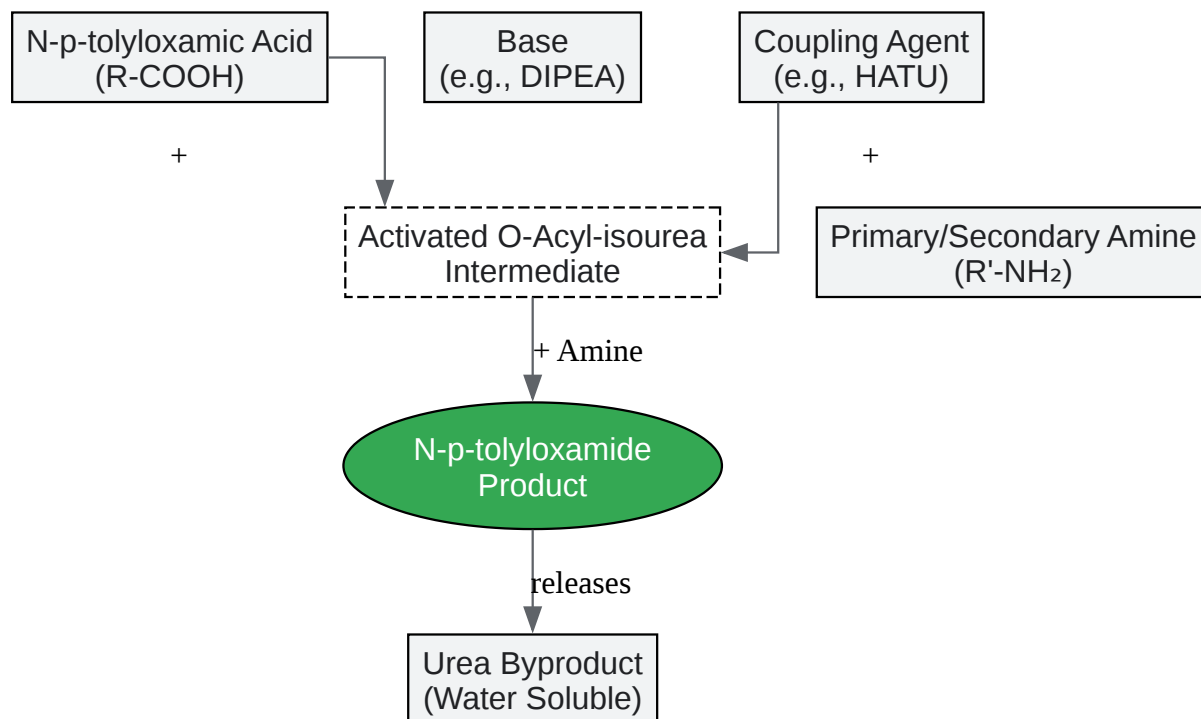 N-p-tolyloxamic Acid
(R-COOH)
Base
(e.g., DIPEA)
Coupling Agent
(e.g., HATU)
+
+
Activated O-Acyl-isourea
Intermediate
Primary/Secondary Amine
(R'-NH₂)
+ Amine
N-p-tolyloxamide
Product
releases
Urea Byproduct
(Water Soluble)